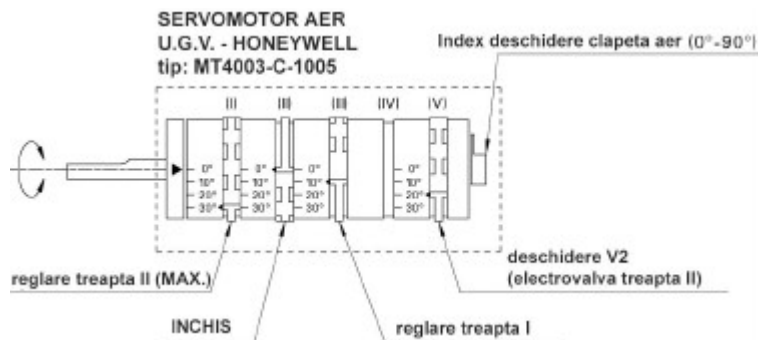 SERVOMOTOR AER
U.G.V. - HONEYWELL
tip: MT4003-C-1005
Index deschidere clapeta aer (0°-90°)
(I) (II) (III) (IV) (V)
0° 0° 0° 0°
10° 10° 10° 10°
20° 20° 20° 20°
30° 30° 30° 30°
reglare treapta II (MAX.)
deschidere V2
(electrovalva treapta II)
INCHIS
reglare treapta I